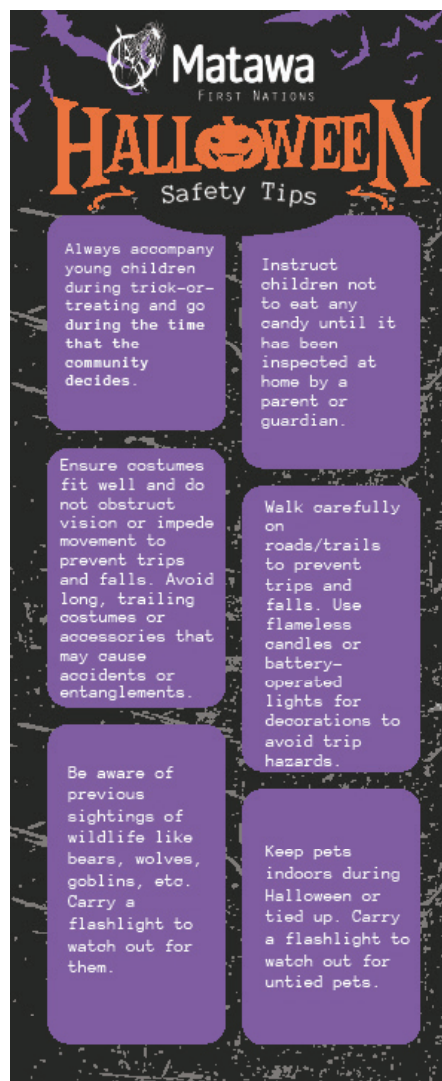 Matawa
FIRST NATIONS
HALLOWEEN
Safety Tips
Always accompany
young children
during trick-or-
treating and go
during the time
that the
community
decides.
Instruct
children not
to eat any
candy until it
has been
inspected at
home by a
parent or
guardian.
Ensure costumes
fit well and do
not obstruct
vision or impede
movement to
prevent trips
and falls. Avoid
long, trailing
costumes or
accessories that
may cause
accidents or
entanglements.
Walk carefully
on
roads/trails
to prevent
trips and
falls. Use
flameless
candles or
battery-
operated
lights for
decorations to
avoid trip
hazards.
Be aware of
previous
sightings of
wildlife like
bears, wolves,
goblins, etc.
Carry a
flashlight to
watch out for
them.
Keep pets
indoors during
Halloween or
tied up. Carry
a flashlight to
watch out for
untied pets.